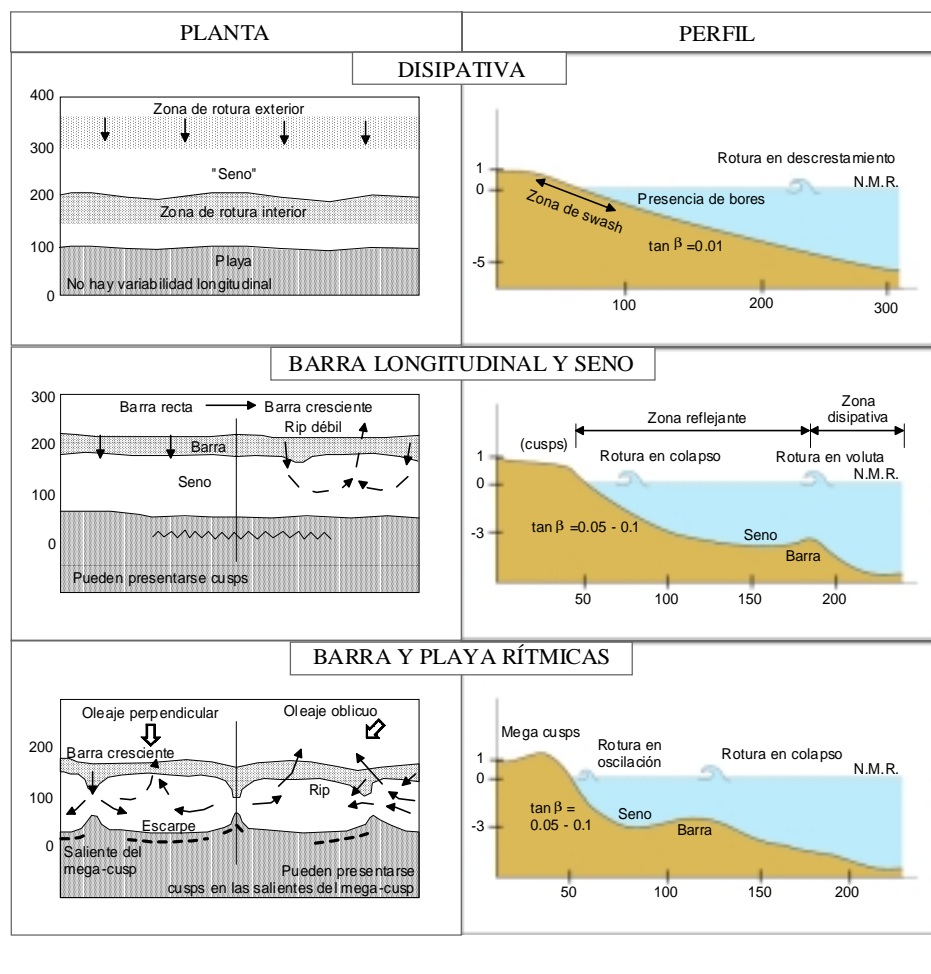 PLANTA
PERFIL
DISIPATIVA
400
300
200
100
0
Zona de rotura exterior
"Seno"
Zona de rotura interior
Playa
No hay variabilidad longitudinal
1
0
-5
Rotura en descrestamiento
N.M.R.
Zona de swash
Presencia de bores
tan β =0.01
100
200
300
BARRA LONGITUDINAL Y SENO
300
200
100
0
Barra recta
Barra cresciente
Rip débil
Barra
Seno
Pueden presentarse cusps
Zona reflejante
Zona
disipativa
(cusps)
Rotura en colapso
Rotura en voluta
N.M.R.
1
0
-3
tan β =0.05 - 0.1
Seno
Barra
50
100
150
200
BARRA Y PLAYA RÍTMICAS
200
100
0
Oleaje perpendicular
Oleaje oblicuo
Barra cresciente
Rip
Escarpe
Saliente del
mega-cusp
Pueden presentarse
cusps en las salientes del mega-cusp
Mega cusps
Rotura en
oscilación
Rotura en colapso
N.M.R.
1
0
-3
tan β =
0.05 - 0.1
Seno
Barra
50
100
150
200